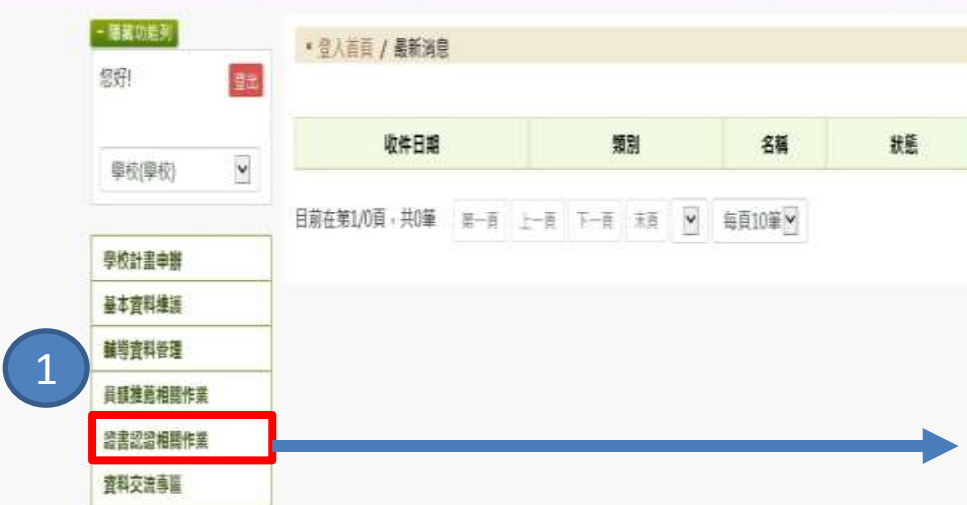 - 隱藏功能列
您好!
登出
學校(學校)
• 登入首頁 / 最新消息
收件日期 類別 名稱 狀態
目前在第1/0頁，共0筆 第一頁 上一頁 下一頁 末頁 每頁10筆
學校計畫申辦
基本資料維護
輔導資料管理
員額推薦相關作業
證書認證相關作業
資料交流專區
1